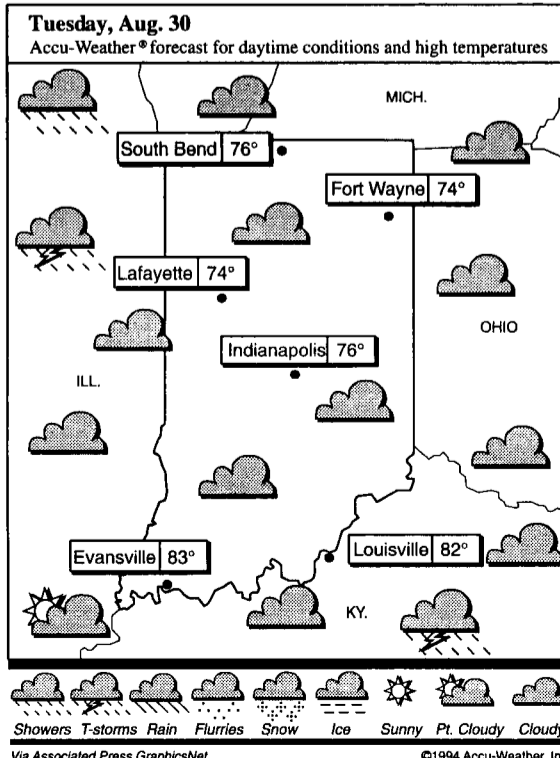 Tuesday, Aug. 30
Accu-Weather® forecast for daytime conditions and high temperatures
MICH.
South Bend 76°
Fort Wayne 74°
Lafayette 74°
OHIO
Indianapolis 76°
ILL.
Evansville 83°
Louisville 82°
KY.
Showers T-storms Rain Flurries Snow Ice Sunny Pt. Cloudy Cloudy
Via Associated Press GraphicsNet ©1994 Accu-Weather, In